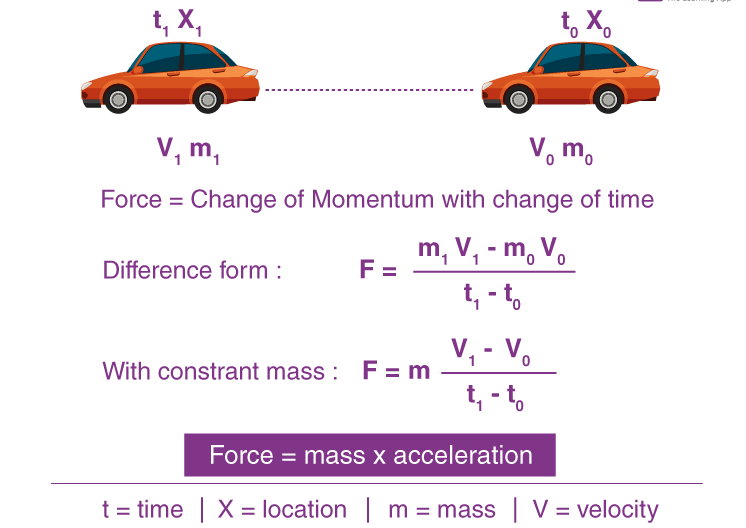 t₁ X₁ t₀ X₀
V₁ m₁ V₀ m₀
Force = Change of Momentum with change of time
Difference form : F = m₁ V₁ - m₀ V₀
t₁ - t₀
With constrant mass : F = m V₁ - V₀
t₁ - t₀
Force = mass x acceleration
t = time | X = location | m = mass | V = velocity